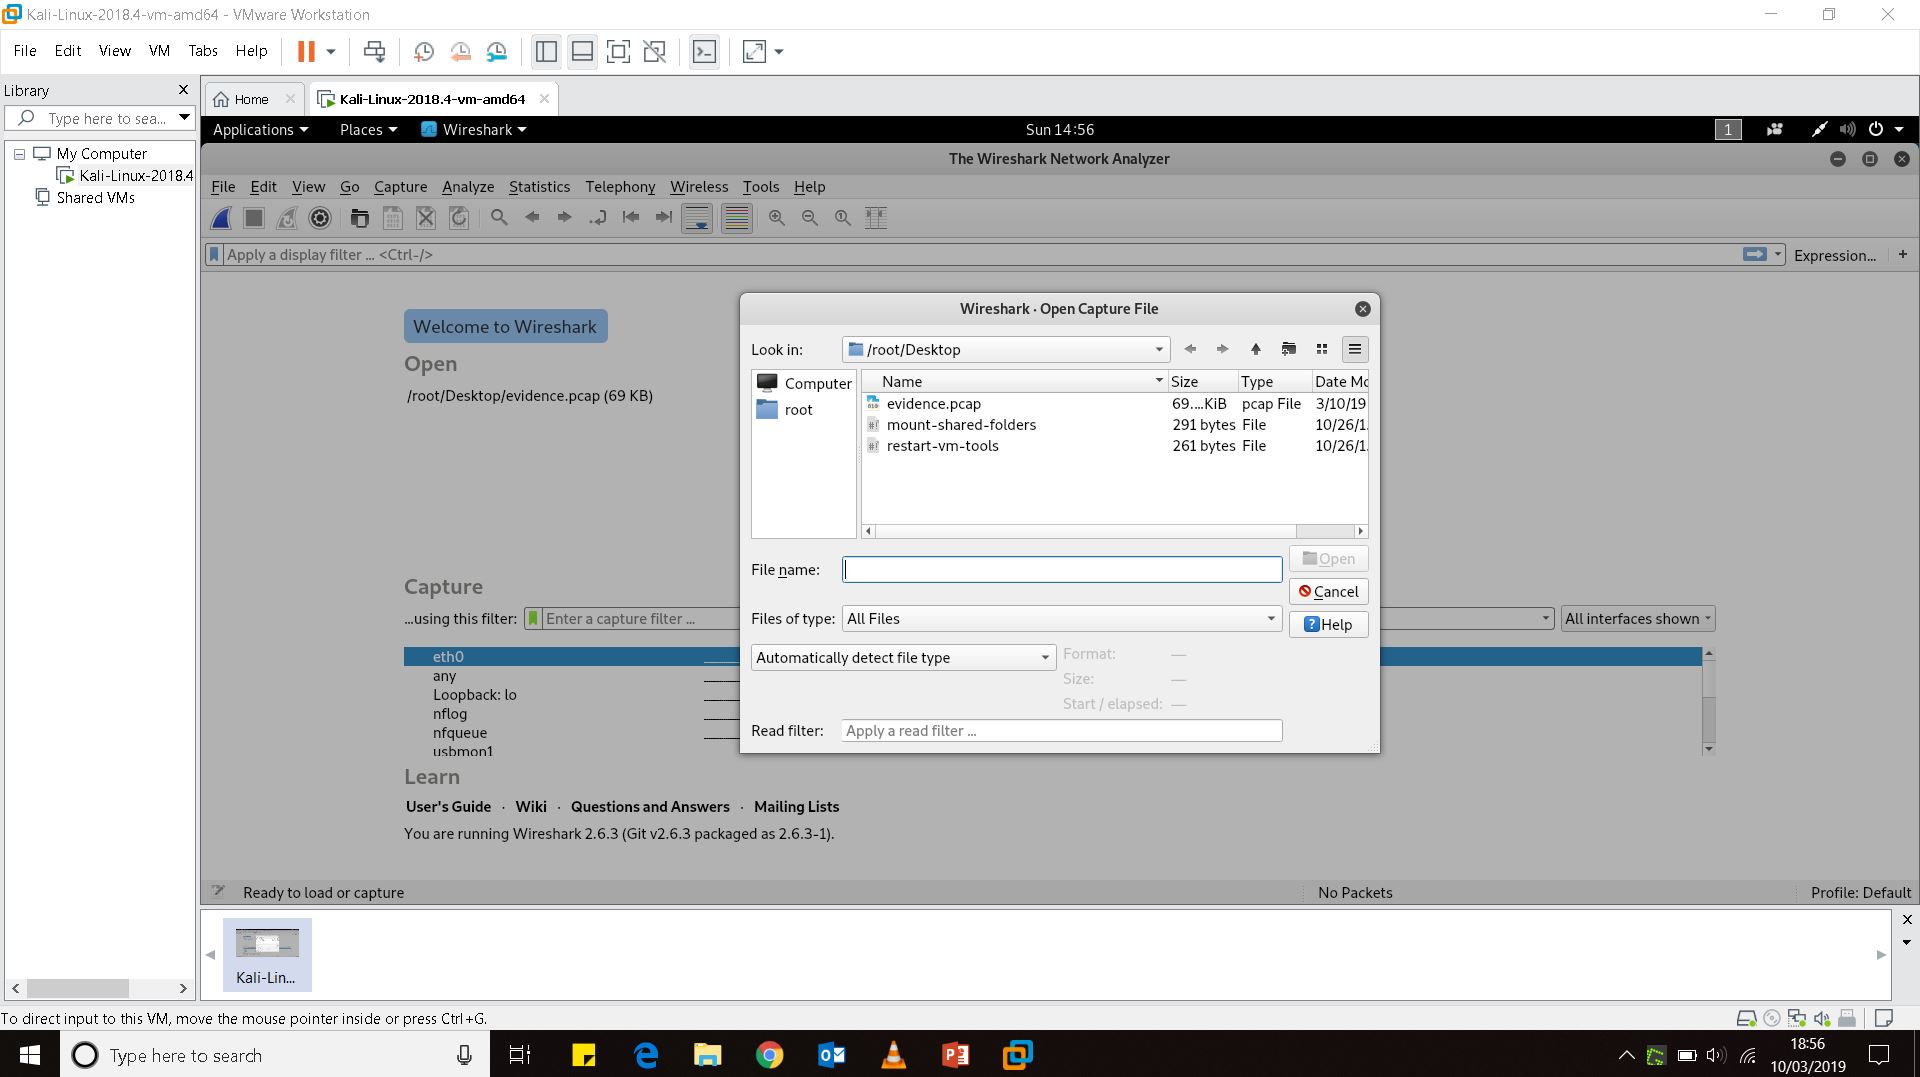 Kali-Linux-2018.4-vm-amd64 - VMware Workstation
File Edit View VM Tabs Help
Library
Type here to sea...
My Computer
Kali-Linux-2018.4
Shared VMs
Home
Kali-Linux-2018.4-vm-amd64
Applications Places Wireshark Sun 14:56 1
The Wireshark Network Analyzer
File Edit View Go Capture Analyze Statistics Telephony Wireless Tools Help
Apply a display filter ... <Ctrl-/> Expression... +
Welcome to Wireshark
Open
/root/Desktop/evidence.pcap (69 KB)
Wireshark · Open Capture File
Look in: /root/Desktop
Computer
root
Name Size Type Date Mo
evidence.pcap 69....KiB pcap File 3/10/19
mount-shared-folders 291 bytes File 10/26/1.
restart-vm-tools 261 bytes File 10/26/1.
File name:
Open
Cancel
Files of type: All Files
Help
Automatically detect file type
Format: —
Size: —
Start / elapsed: —
Read filter: Apply a read filter ...
Capture
...using this filter: Enter a capture filter ... All interfaces shown
eth0
any
Loopback: lo
nflog
nfqueue
usbmon1
Learn
User's Guide · Wiki · Questions and Answers · Mailing Lists
You are running Wireshark 2.6.3 (Git v2.6.3 packaged as 2.6.3-1).
Ready to load or capture No Packets Profile: Default
Kali-Lin...
To direct input to this VM, move the mouse pointer inside or press Ctrl+G.
Type here to search
18:56
10/03/2019